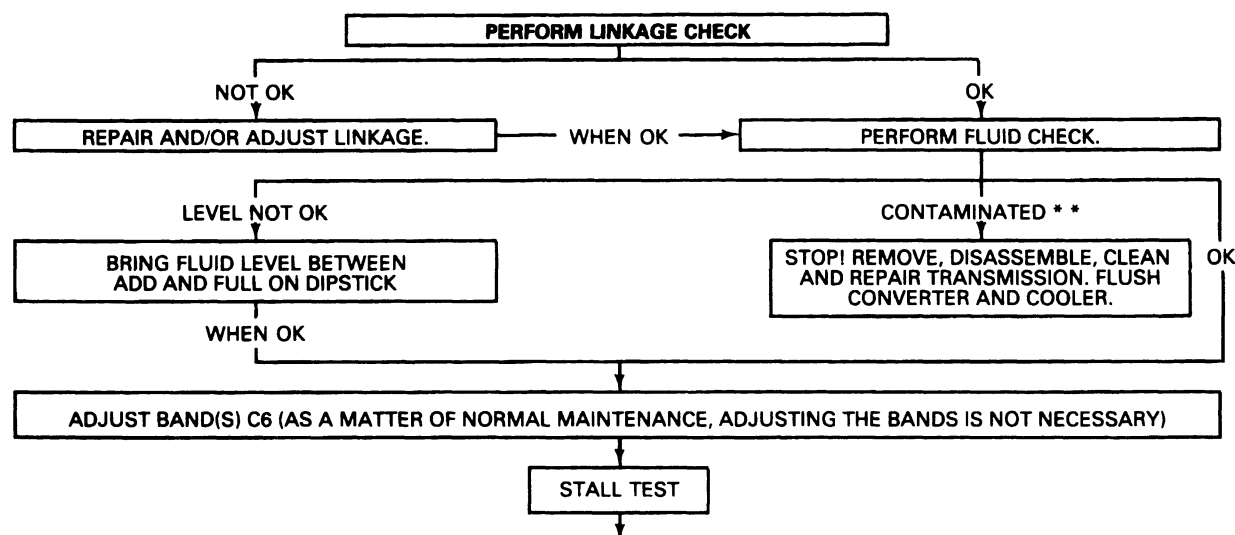 PERFORM LINKAGE CHECK
NOT OK
OK
REPAIR AND/OR ADJUST LINKAGE.
WHEN OK
PERFORM FLUID CHECK.
LEVEL NOT OK
CONTAMINATED * *
OK
BRING FLUID LEVEL BETWEEN
ADD AND FULL ON DIPSTICK
STOP! REMOVE, DISASSEMBLE, CLEAN
AND REPAIR TRANSMISSION. FLUSH
CONVERTER AND COOLER.
WHEN OK
ADJUST BAND(S) C6 (AS A MATTER OF NORMAL MAINTENANCE, ADJUSTING THE BANDS IS NOT NECESSARY)
STALL TEST